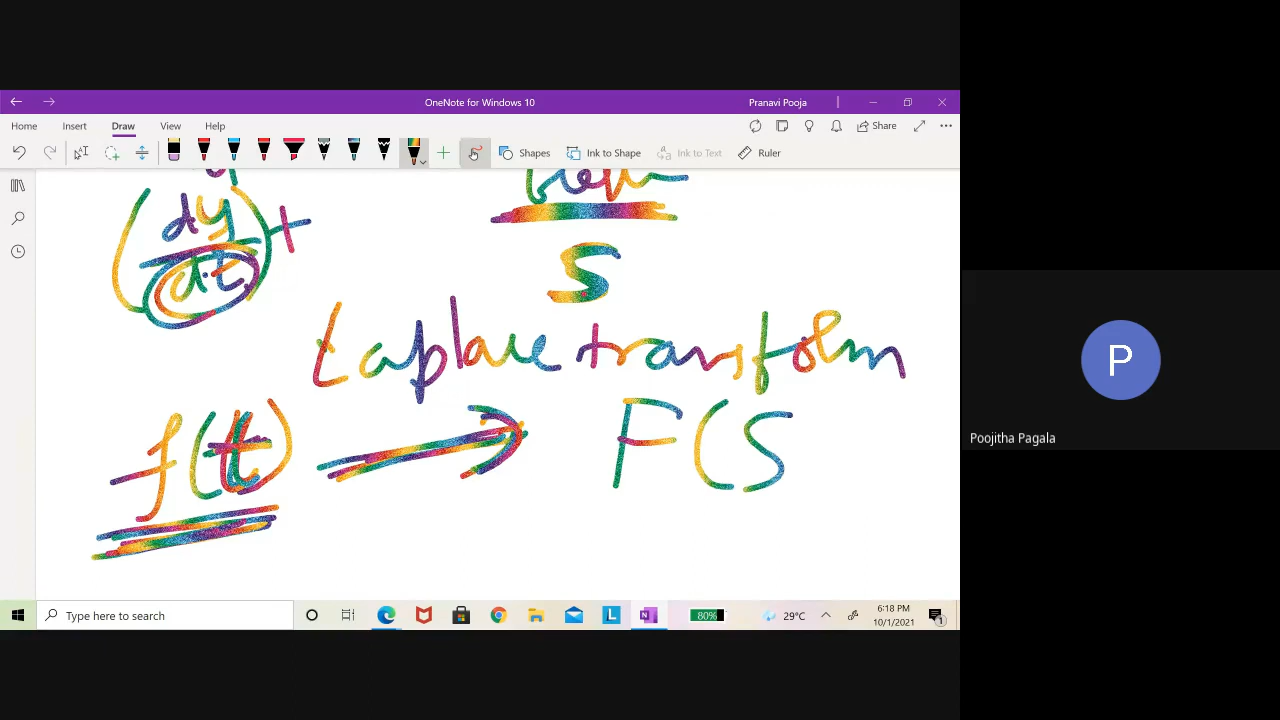 OneNote for Windows 10
Pranavi Pooja
Home Insert Draw View Help
Share
Shapes Ink to Shape Ink to Text Ruler
(dy
d.t) +
S
Laplace transform
f(t) F(S
P
Poojitha Pagala
Type here to search
L
N
80%
29°C
6:18 PM
10/1/2021
1